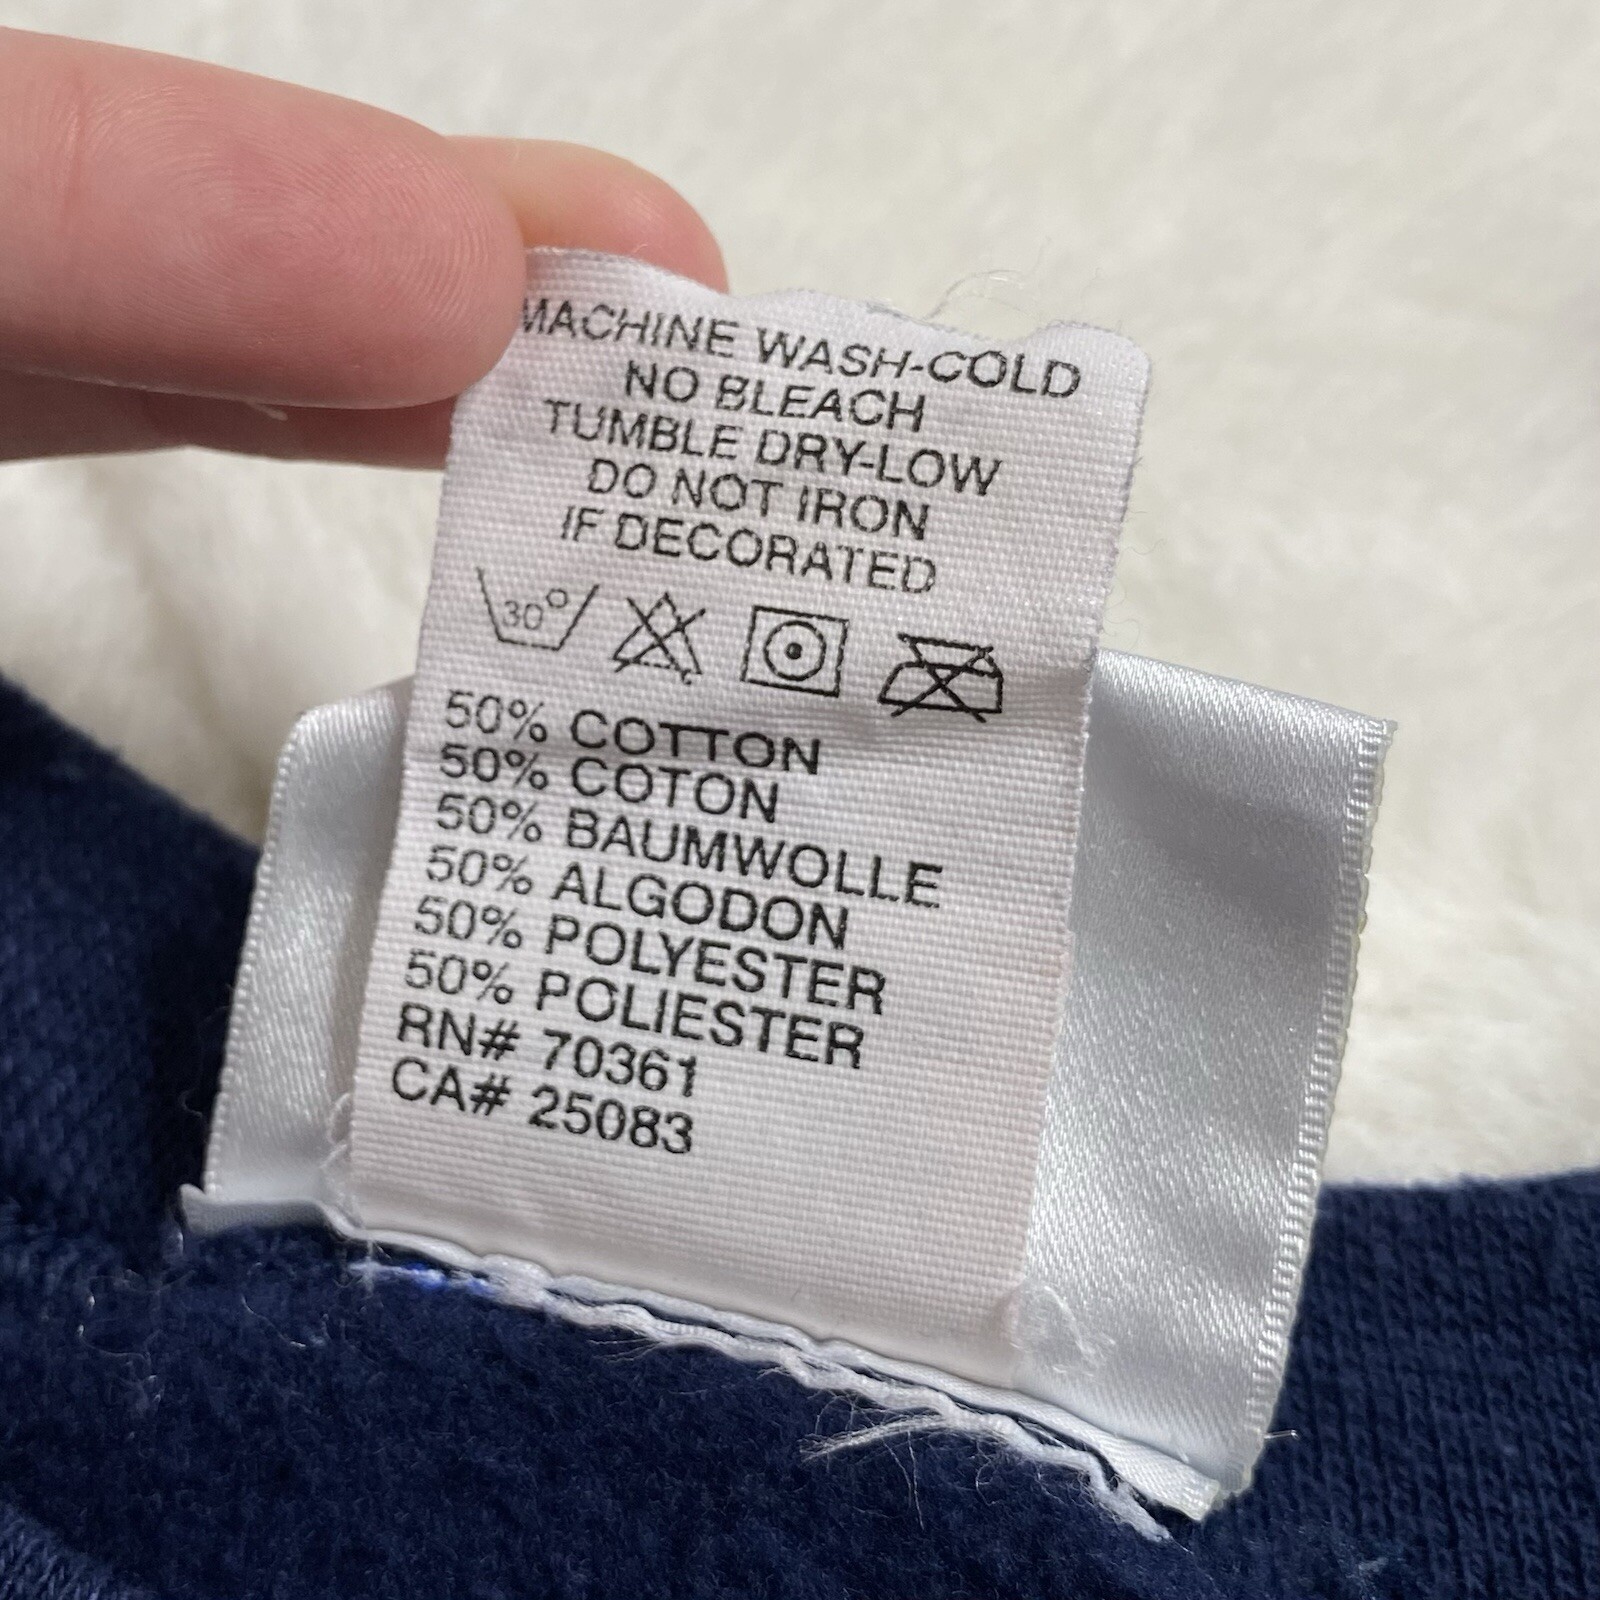 MACHINE WASH-COLD
NO BLEACH
TUMBLE DRY-LOW
DO NOT IRON
IF DECORATED
30°
50% COTTON
50% COTON
50% BAUMWOLLE
50% ALGODON
50% POLYESTER
50% POLIESTER
RN# 70361
CA# 25083